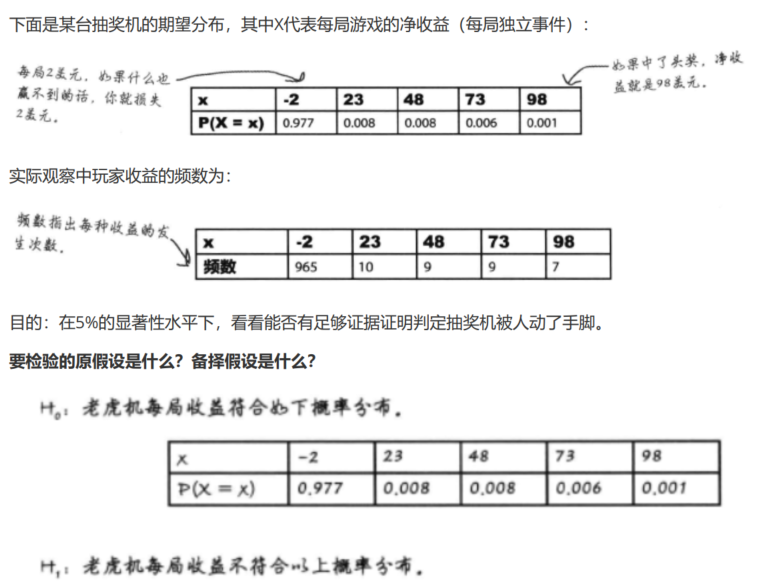 下面是某台抽奖机的期望分布，其中X代表每局游戏的净收益（每局独立事件）：
每局2美元，如果什么也
赢不到的话，你就损失
2美元。
如果中了头奖，净收
益就是98美元。
x -2 23 48 73 98
P(X = x) 0.977 0.008 0.008 0.006 0.001
实际观察中玩家收益的频数为：
频数指出每种收益的发
生次数。
x -2 23 48 73 98
频数 965 10 9 9 7
目的：在5%的显著性水平下，看看能否有足够证据证明判定抽奖机被人动了手脚。
要检验的原假设是什么？备择假设是什么？
H₀：老虎机每局收益符合如下概率分布。
x -2 23 48 73 98
P(X = x) 0.977 0.008 0.008 0.006 0.001
H₁：老虎机每局收益不符合以上概率分布。